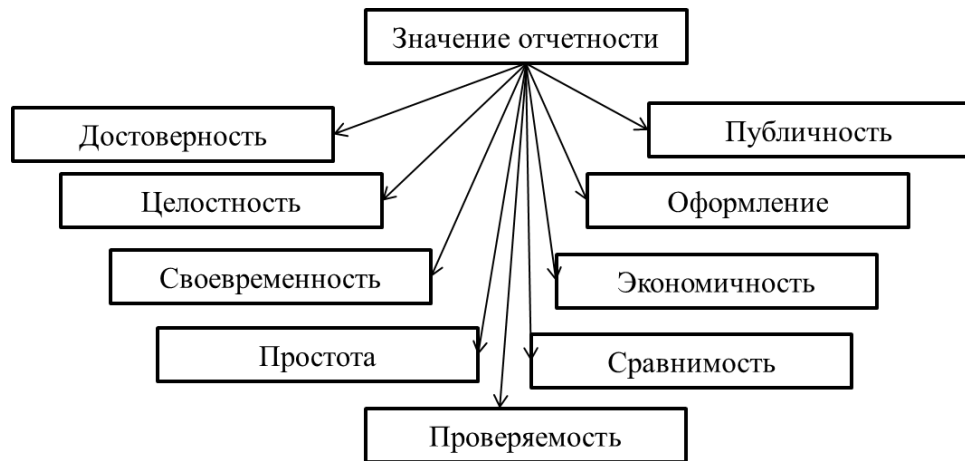 Значение отчетности
Достоверность
Публичность
Целостность
Оформление
Своевременность
Экономичность
Простота
Сравнимость
Проверяемость